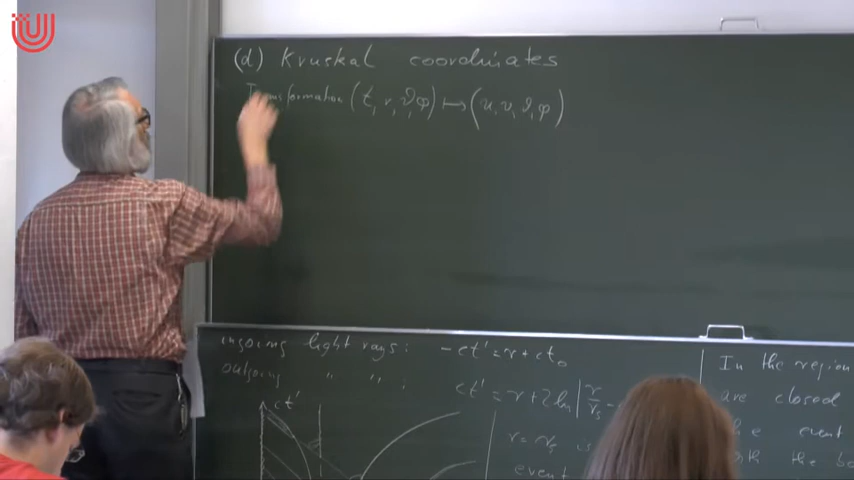 (d) Kruskal coordinates
Transformation (t, r, ϑ, φ) ↦ (u, v, ϑ, φ)
ingoing light rays: -ct' = r + ct₀
outgoing " " : ct' = r + 2 ln | r/rₛ -
ct'
r = rₛ is
event
In the region
are closed
event
the